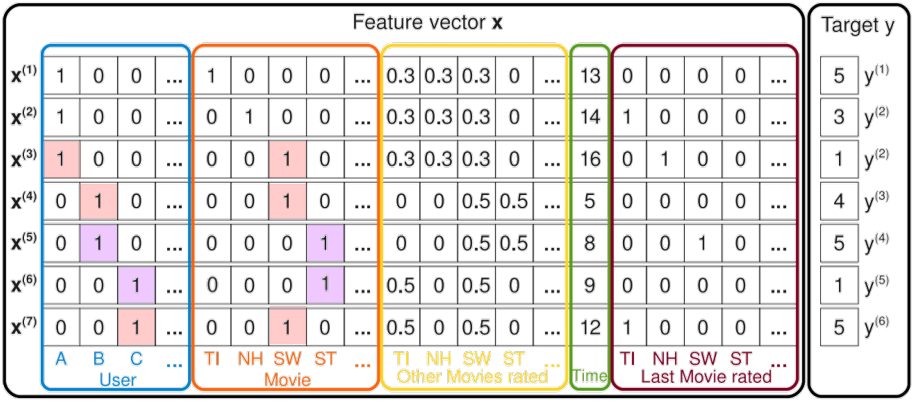 Feature vector x Target y
x(1) 1 0 0 ... 1 0 0 0 ... 0.3 0.3 0.3 0 ... 13 0 0 0 0 ... 5 y(1)
x(2) 1 0 0 ... 0 1 0 0 ... 0.3 0.3 0.3 0 ... 14 1 0 0 0 ... 3 y(2)
x(3) 1 0 0 ... 0 0 1 0 ... 0.3 0.3 0.3 0 ... 16 0 1 0 0 ... 1 y(2)
x(4) 0 1 0 ... 0 0 1 0 ... 0 0 0.5 0.5 ... 5 0 0 0 0 ... 4 y(3)
x(5) 0 1 0 ... 0 0 0 1 ... 0 0 0.5 0.5 ... 8 0 0 1 0 ... 5 y(4)
x(6) 0 0 1 ... 0 0 0 1 ... 0.5 0 0.5 0 ... 9 0 0 0 0 ... 1 y(5)
x(7) 0 0 1 ... 0 0 1 0 ... 0.5 0 0.5 0 ... 12 1 0 0 0 ... 5 y(6)
A B C ... TI NH SW ST ... TI NH SW ST ... TI NH SW ST ...
User Movie Other Movies rated Time Last Movie rated